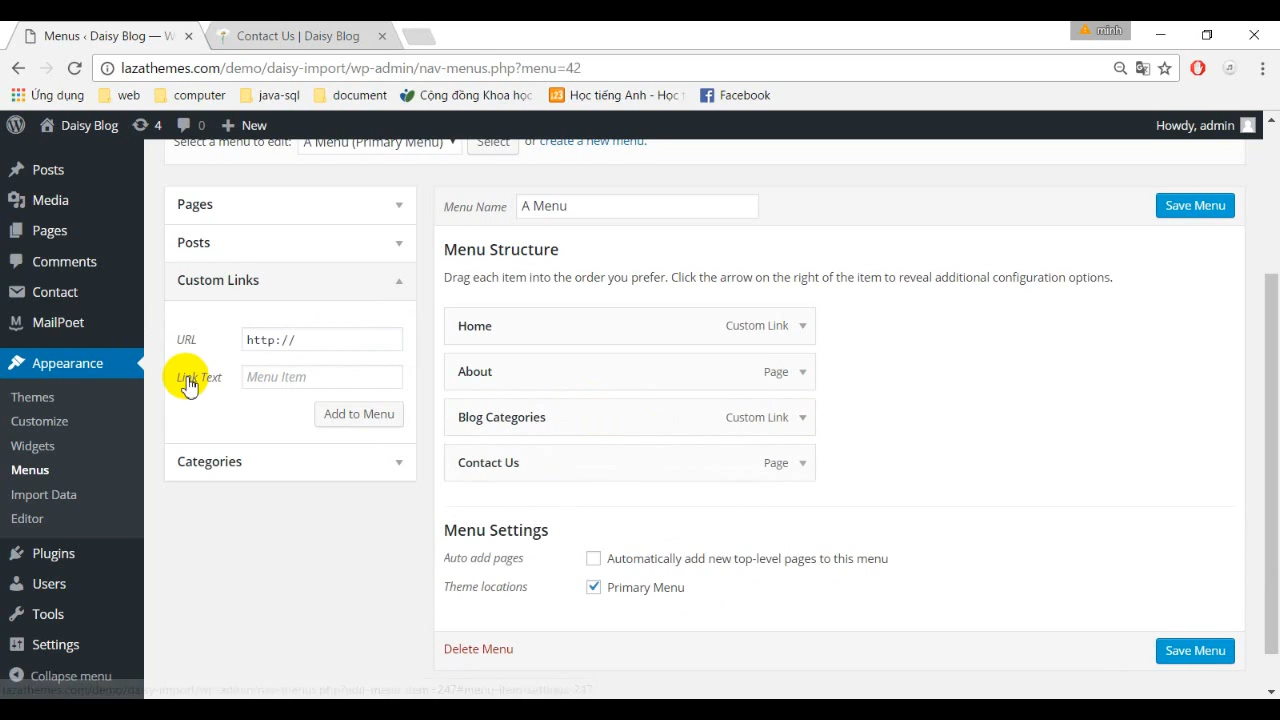 Menus ‹ Daisy Blog — W
Contact Us | Daisy Blog
minh
lazathemes.com/demo/daisy-import/wp-admin/nav-menus.php?menu=42
Ứng dụng web computer java-sql document Cộng đồng Khoa học Học tiếng Anh - Học Facebook
Daisy Blog 4 0 New Howdy, admin
Select a menu to edit: A Menu (Primary Menu) Select or create a new menu.
Posts
Media
Pages
Comments
Contact
MailPoet
Appearance
Themes
Customize
Widgets
Menus
Import Data
Editor
Plugins
Users
Tools
Settings
Collapse menu
Pages
Posts
Custom Links
URL http://
Link Text Menu Item
Add to Menu
Categories
Menu Name A Menu Save Menu
Menu Structure
Drag each item into the order you prefer. Click the arrow on the right of the item to reveal additional configuration options.
Home Custom Link
About Page
Blog Categories Custom Link
Contact Us Page
Menu Settings
Auto add pages Automatically add new top-level pages to this menu
Theme locations Primary Menu
Delete Menu Save Menu